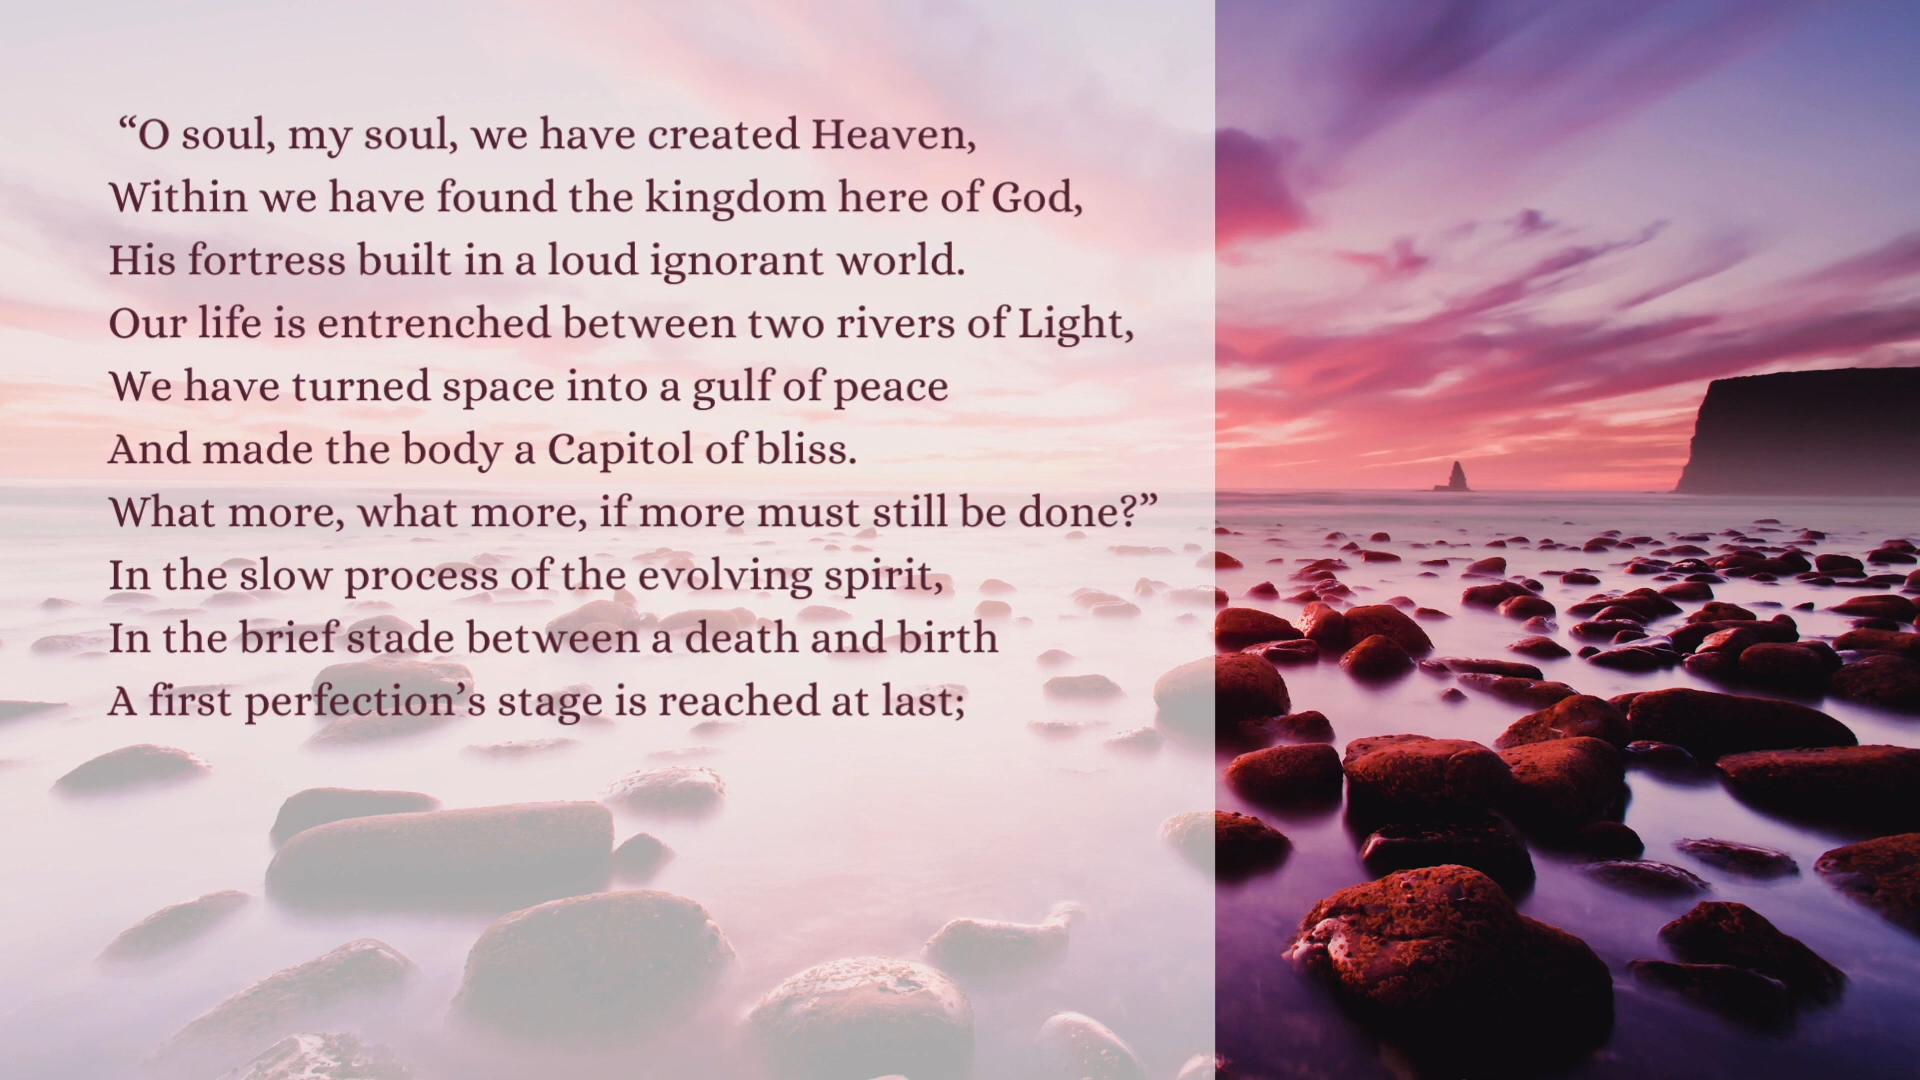 “O soul, my soul, we have created Heaven,
Within we have found the kingdom here of God,
His fortress built in a loud ignorant world.
Our life is entrenched between two rivers of Light,
We have turned space into a gulf of peace
And made the body a Capitol of bliss.
What more, what more, if more must still be done?”
In the slow process of the evolving spirit,
In the brief stade between a death and birth
A first perfection’s stage is reached at last;